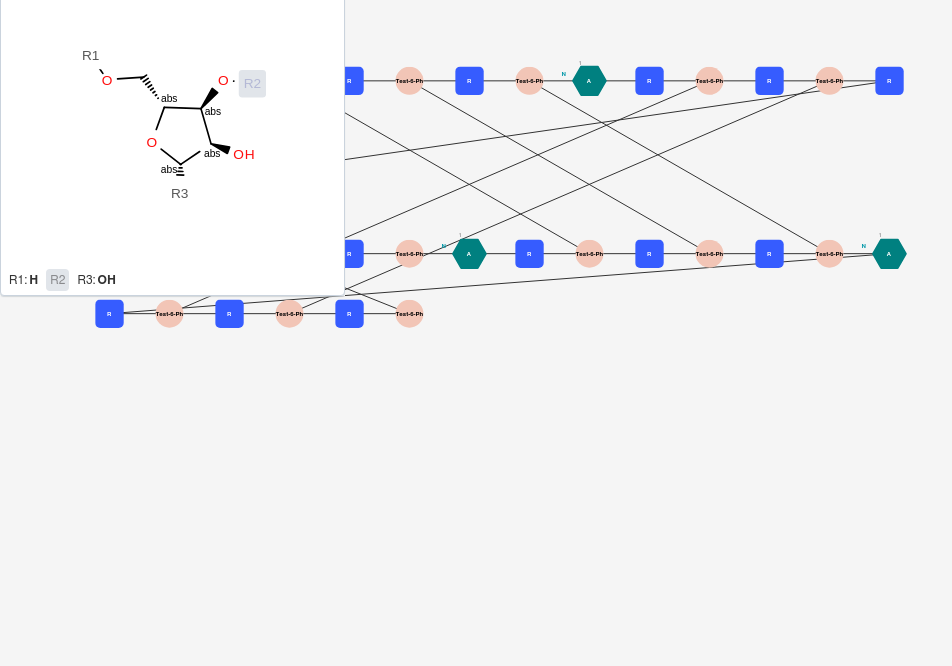 R1
O
O
R2
abs
abs
O
OH
abs
abs
R3
R1: H R2 R3: OH
R Test-6-Ph R Test-6-Ph N 1 A R Test-6-Ph R Test-6-Ph R
R Test-6-Ph N 1 A R Test-6-Ph R Test-6-Ph R Test-6-Ph N 1 A
R Test-6-Ph R Test-6-Ph R Test-6-Ph